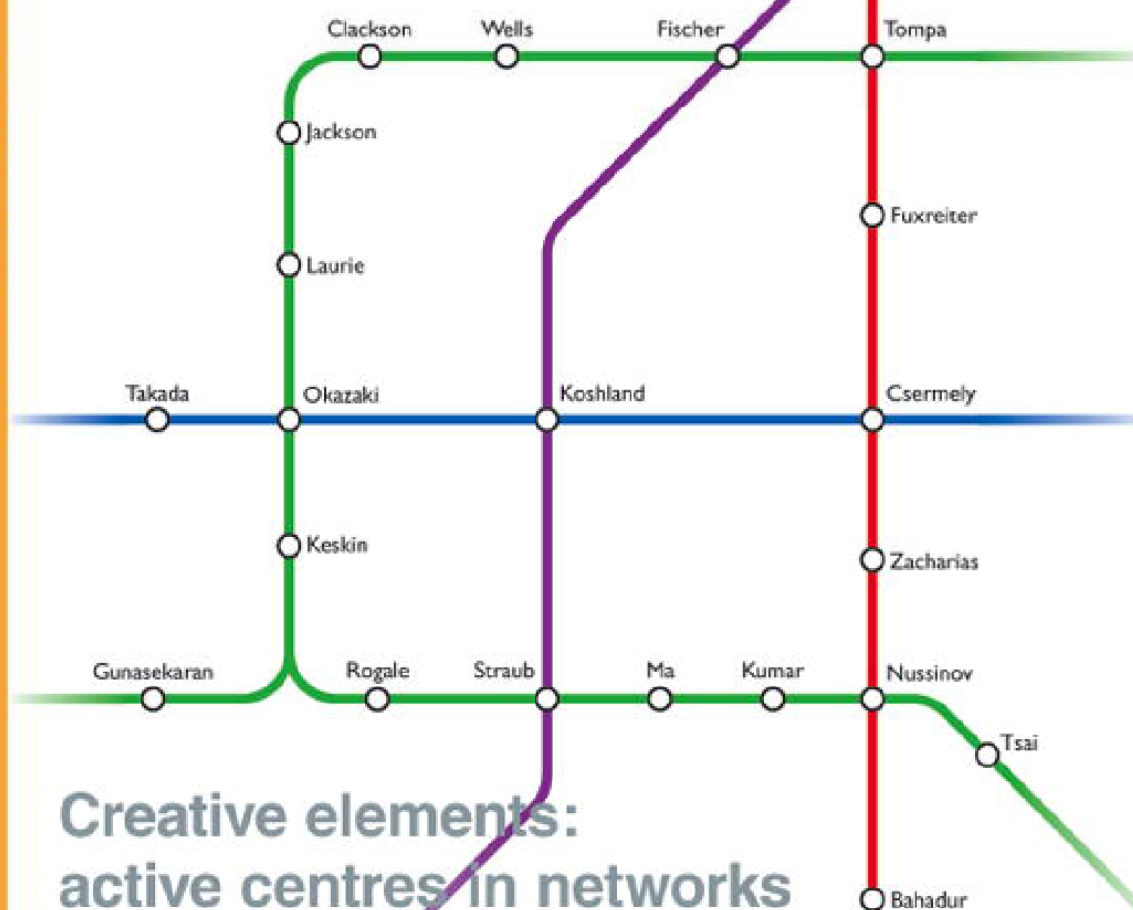 Clackson
Wells
Fischer
Tompa
Jackson
Fuxreiter
Laurie
Takada
Okazaki
Koshland
Csermely
Keskin
Zacharias
Gunasekaran
Rogale
Straub
Ma
Kumar
Nussinov
Tsai
Creative elements:
active centres in networks
Bahadur